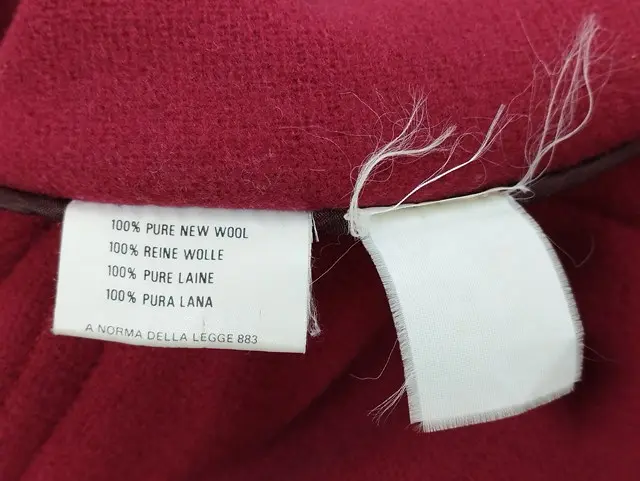 100% PURE NEW WOOL
100% REINE WOLLE
100% PURE LAINE
100% PURA LANA
A NORMA DELLA LEGGE 883